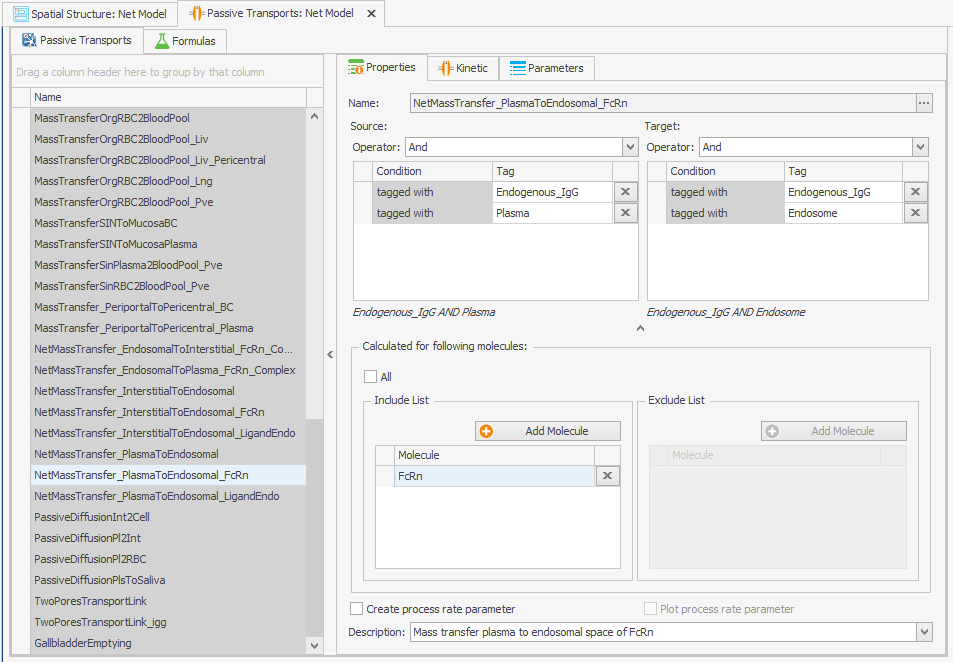 Spatial Structure: Net Model
Passive Transports: Net Model
Passive Transports
Formulas
Drag a column header here to group by that column
Name
MassTransferOrgRBC2BloodPool
MassTransferOrgRBC2BloodPool_Liv
MassTransferOrgRBC2BloodPool_Liv_Pericentral
MassTransferOrgRBC2BloodPool_Lng
MassTransferOrgRBC2BloodPool_Pve
MassTransferSINToMucosaBC
MassTransferSINToMucosaPlasma
MassTransferSinPlasma2BloodPool_Pve
MassTransferSinRBC2BloodPool_Pve
MassTransfer_PeriportalToPericentral_BC
MassTransfer_PeriportalToPericentral_Plasma
NetMassTransfer_EndosomalToInterstitial_FcRn_Co...
NetMassTransfer_EndosomalToPlasma_FcRn_Complex
NetMassTransfer_InterstitialToEndosomal
NetMassTransfer_InterstitialToEndosomal_FcRn
NetMassTransfer_InterstitialToEndosomal_LigandEndo
NetMassTransfer_PlasmaToEndosomal
NetMassTransfer_PlasmaToEndosomal_FcRn
NetMassTransfer_PlasmaToEndosomal_LigandEndo
PassiveDiffusionInt2Cell
PassiveDiffusionPl2Int
PassiveDiffusionPl2RBC
PassiveDiffusionPlsToSaliva
TwoPoresTransportLink
TwoPoresTransportLink_igg
GallbladderEmptying
Properties
Kinetic
Parameters
Name: NetMassTransfer_PlasmaToEndosomal_FcRn ...
Source:
Operator: And
Condition Tag
tagged with Endogenous_IgG
tagged with Plasma
Endogenous_IgG AND Plasma
Target:
Operator: And
Condition Tag
tagged with Endogenous_IgG
tagged with Endosome
Endogenous_IgG AND Endosome
Calculated for following molecules:
All
Include List
Add Molecule
Molecule
FcRn
Exclude List
Add Molecule
Molecule
Create process rate parameter
Plot process rate parameter
Description: Mass transfer plasma to endosomal space of FcRn